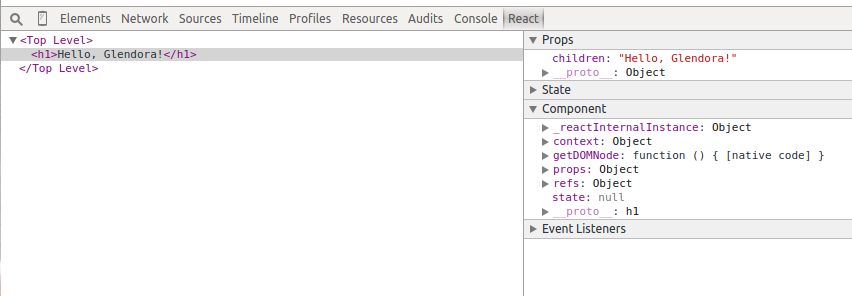 Elements Network Sources Timeline Profiles Resources Audits Console React
<Top Level>
<h1>Hello, Glendora!</h1>
</Top Level>
Props
children: "Hello, Glendora!"
__proto__: Object
State
Component
_reactInternalInstance: Object
context: Object
getDOMNode: function () { [native code] }
props: Object
refs: Object
state: null
__proto__: h1
Event Listeners